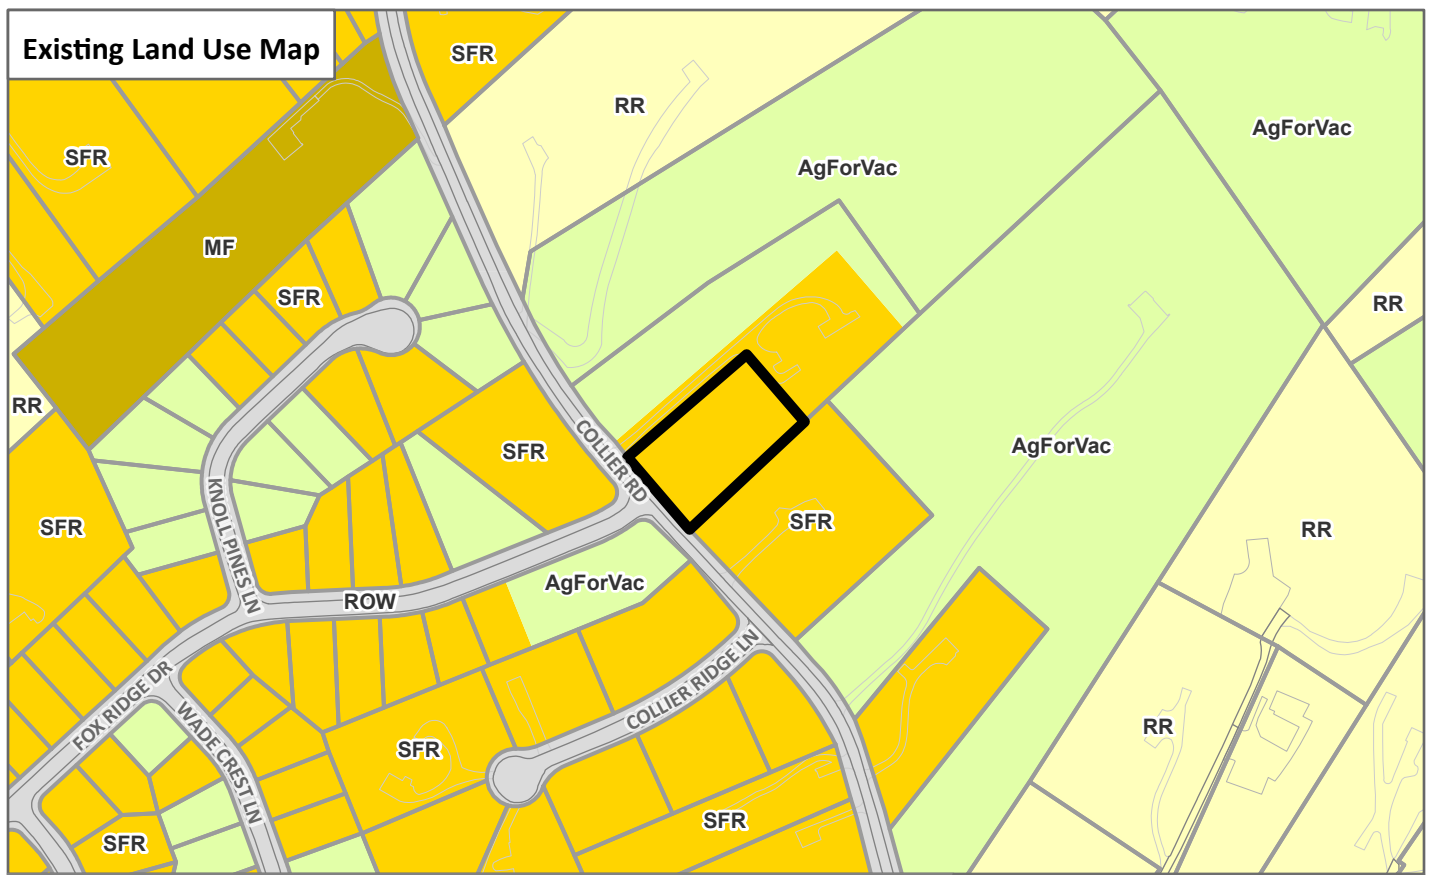 Existing Land Use Map
SFR
RR
AgForVac
SFR
AgForVac
MF
SFR
RR
RR
SFR
COLLIER RD
AgForVac
KNOLL PINES LN
SFR
SFR
RR
AgForVac
ROW
FOX RIDGE DR
WADE CREST LN
COLLIER RIDGE LN
RR
SFR
SFR
SFR